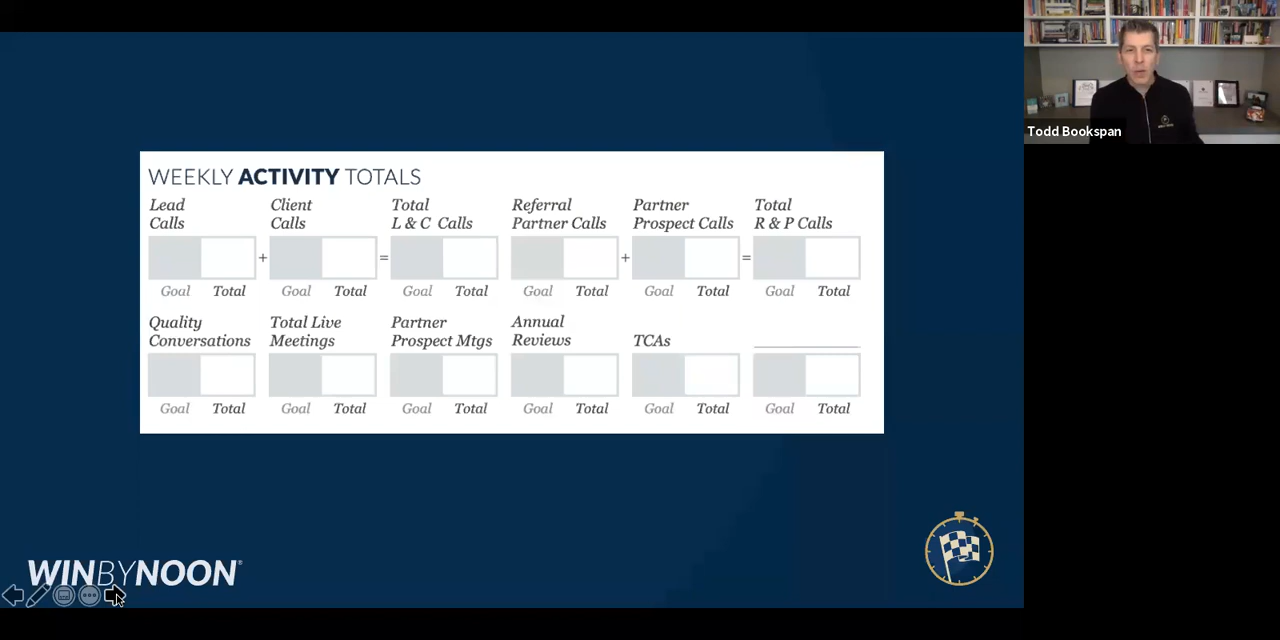 Todd Bookspan
WEEKLY ACTIVITY TOTALS
Lead Calls
Client Calls
Total L & C Calls
Referral Partner Calls
Partner Prospect Calls
Total R & P Calls
+ = + =
Goal Total Goal Total Goal Total Goal Total Goal Total Goal Total
Quality Conversations
Total Live Meetings
Partner Prospect Mtgs
Annual Reviews
TCAs
Goal Total Goal Total Goal Total Goal Total Goal Total Goal Total
WINBYNOON®